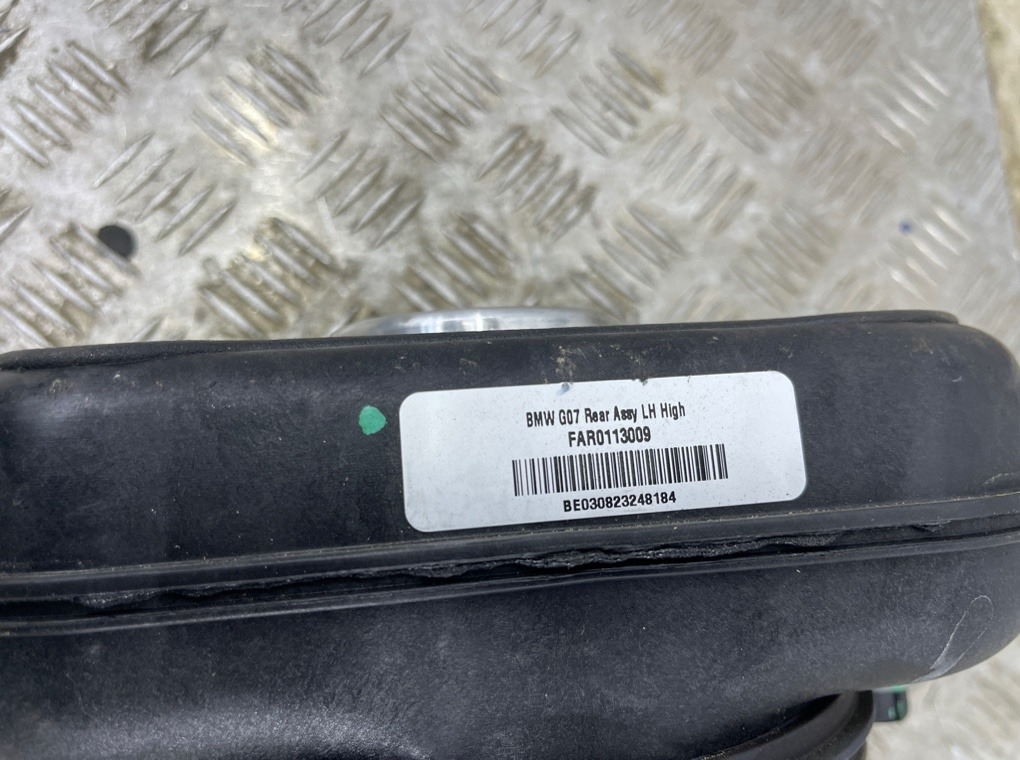 BMW G07 Rear Assy LH High
FAR0113009
BE030823248184